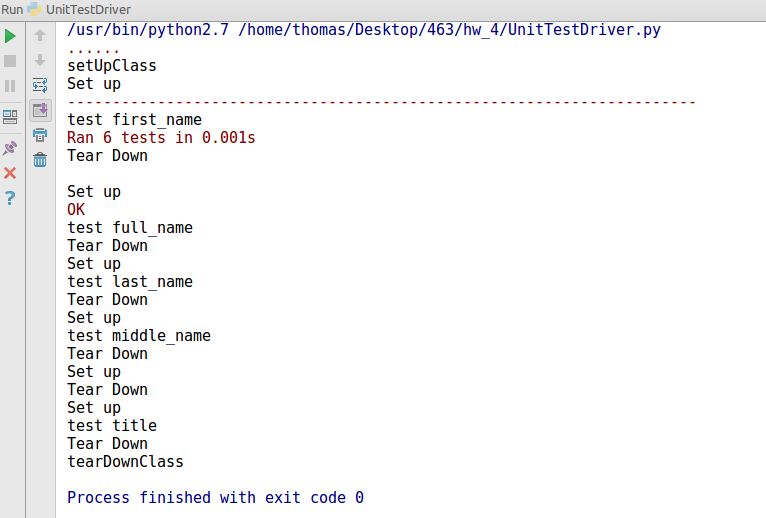 Run UnitTestDriver
/usr/bin/python2.7 /home/thomas/Desktop/463/hw_4/UnitTestDriver.py
......
setUpClass
Set up
----------------------------------------------------------------------
test first_name
Ran 6 tests in 0.001s
Tear Down
Set up
OK
test full_name
Tear Down
Set up
test last_name
Tear Down
Set up
test middle_name
Tear Down
Set up
Tear Down
Set up
test title
Tear Down
tearDownClass
Process finished with exit code 0